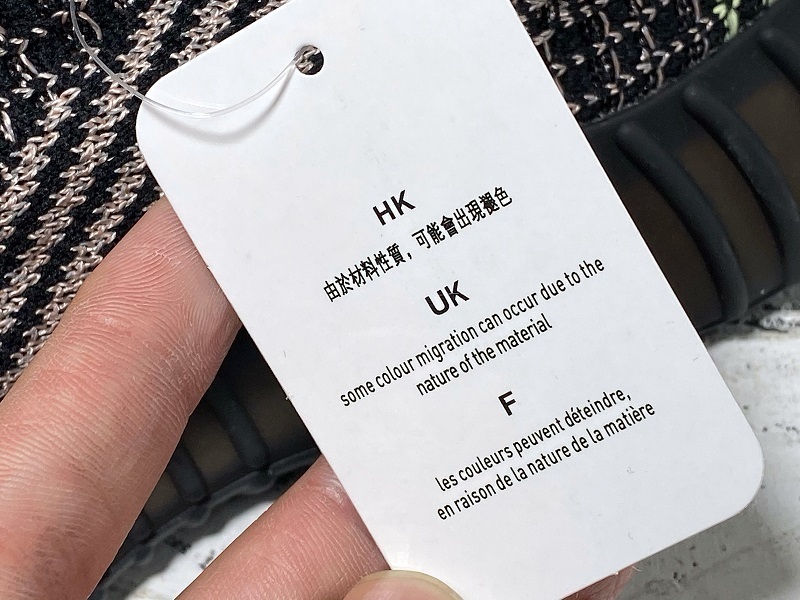 HK
由於材料性質，可能會出現褪色
UK
some colour migration can occur due to the
nature of the material
F
les couleurs peuvent déteindre,
en raison de la nature de la matière